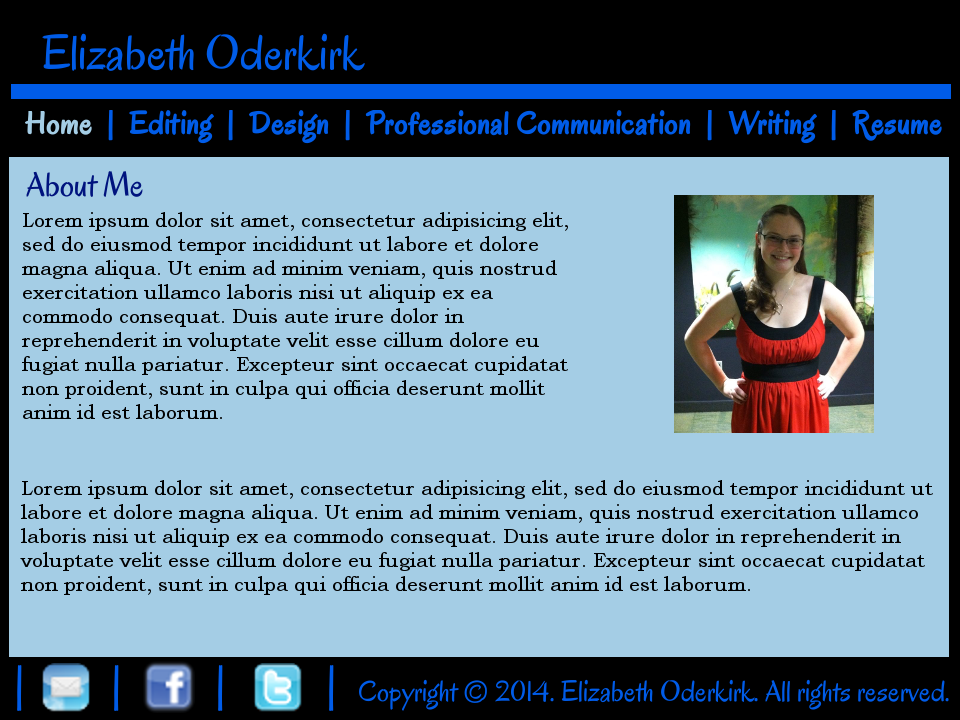 Elizabeth Oderkirk
Home | Editing | Design | Professional Communication | Writing | Resume
About Me
Lorem ipsum dolor sit amet, consectetur adipisicing elit,
sed do eiusmod tempor incididunt ut labore et dolore
magna aliqua. Ut enim ad minim veniam, quis nostrud
exercitation ullamco laboris nisi ut aliquip ex ea
commodo consequat. Duis aute irure dolor in
reprehenderit in voluptate velit esse cillum dolore eu
fugiat nulla pariatur. Excepteur sint occaecat cupidatat
non proident, sunt in culpa qui officia deserunt mollit
anim id est laborum.
Lorem ipsum dolor sit amet, consectetur adipisicing elit, sed do eiusmod tempor incididunt ut
labore et dolore magna aliqua. Ut enim ad minim veniam, quis nostrud exercitation ullamco
laboris nisi ut aliquip ex ea commodo consequat. Duis aute irure dolor in reprehenderit in
voluptate velit esse cillum dolore eu fugiat nulla pariatur. Excepteur sint occaecat cupidatat
non proident, sunt in culpa qui officia deserunt mollit anim id est laborum.
| | f | t | Copyright © 2014. Elizabeth Oderkirk. All rights reserved.